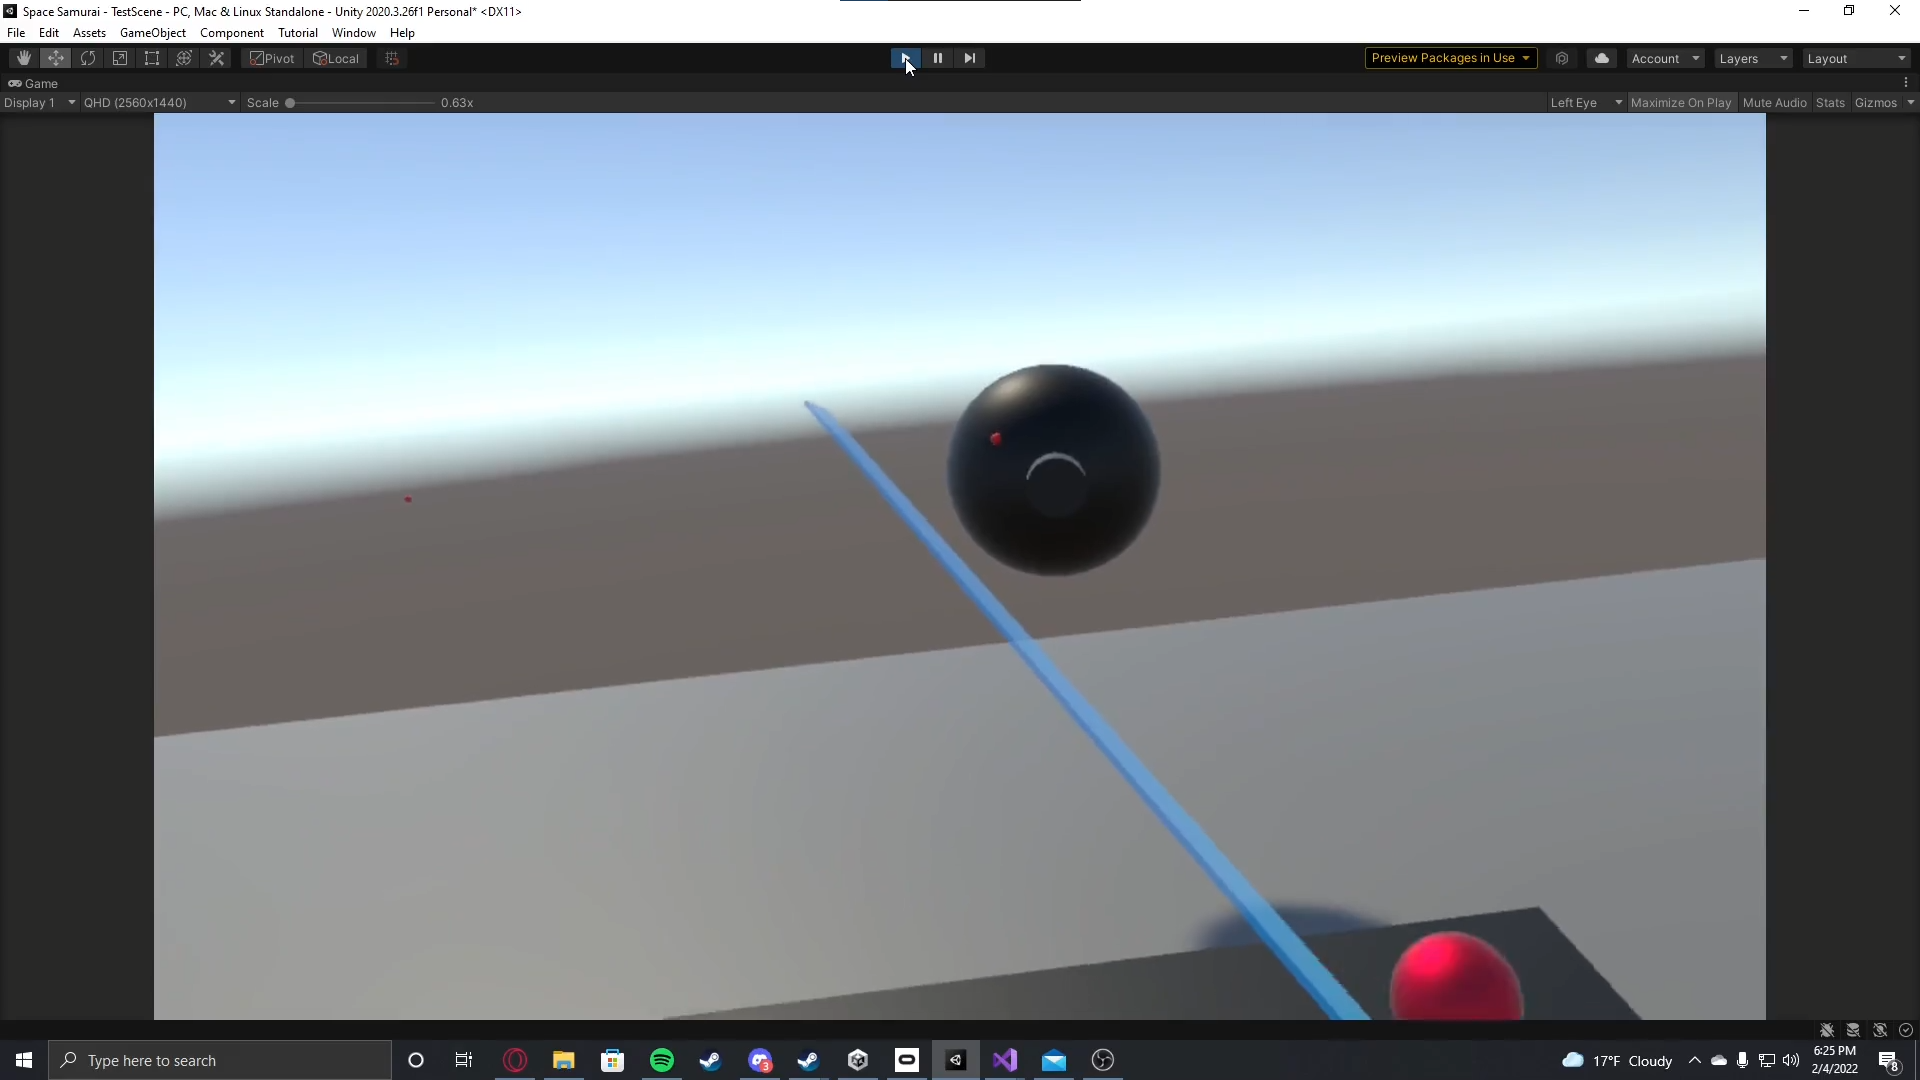 Space Samurai - TestScene - PC, Mac & Linux Standalone - Unity 2020.3.26f1 Personal* <DX11>
File Edit Assets GameObject Component Tutorial Window Help
Pivot Local Preview Packages in Use Account Layers Layout
Game
Display 1 QHD (2560x1440) Scale 0.63x Left Eye Maximize On Play Mute Audio Stats Gizmos
Type here to search
3
17°F Cloudy
6:25 PM
2/4/2022
8